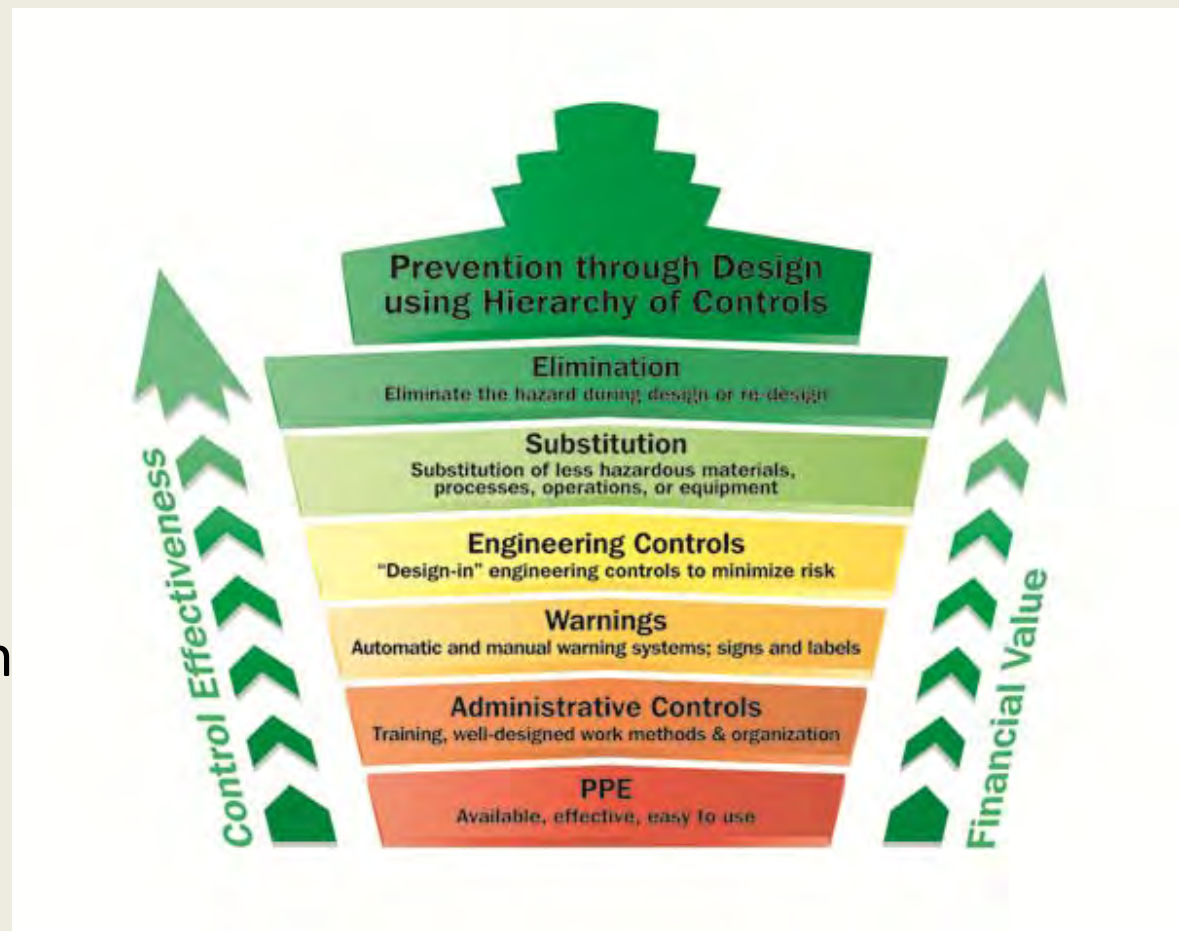 Prevention through Design
using Hierarchy of Controls
Elimination
Eliminate the hazard during design or re-design
Substitution
Substitution of less hazardous materials,
processes, operations, or equipment
Engineering Controls
"Design-in" engineering controls to minimize risk
Warnings
Automatic and manual warning systems; signs and labels
Administrative Controls
Training, well-designed work methods & organization
PPE
Available, effective, easy to use
Control Effectiveness
Financial Value
n